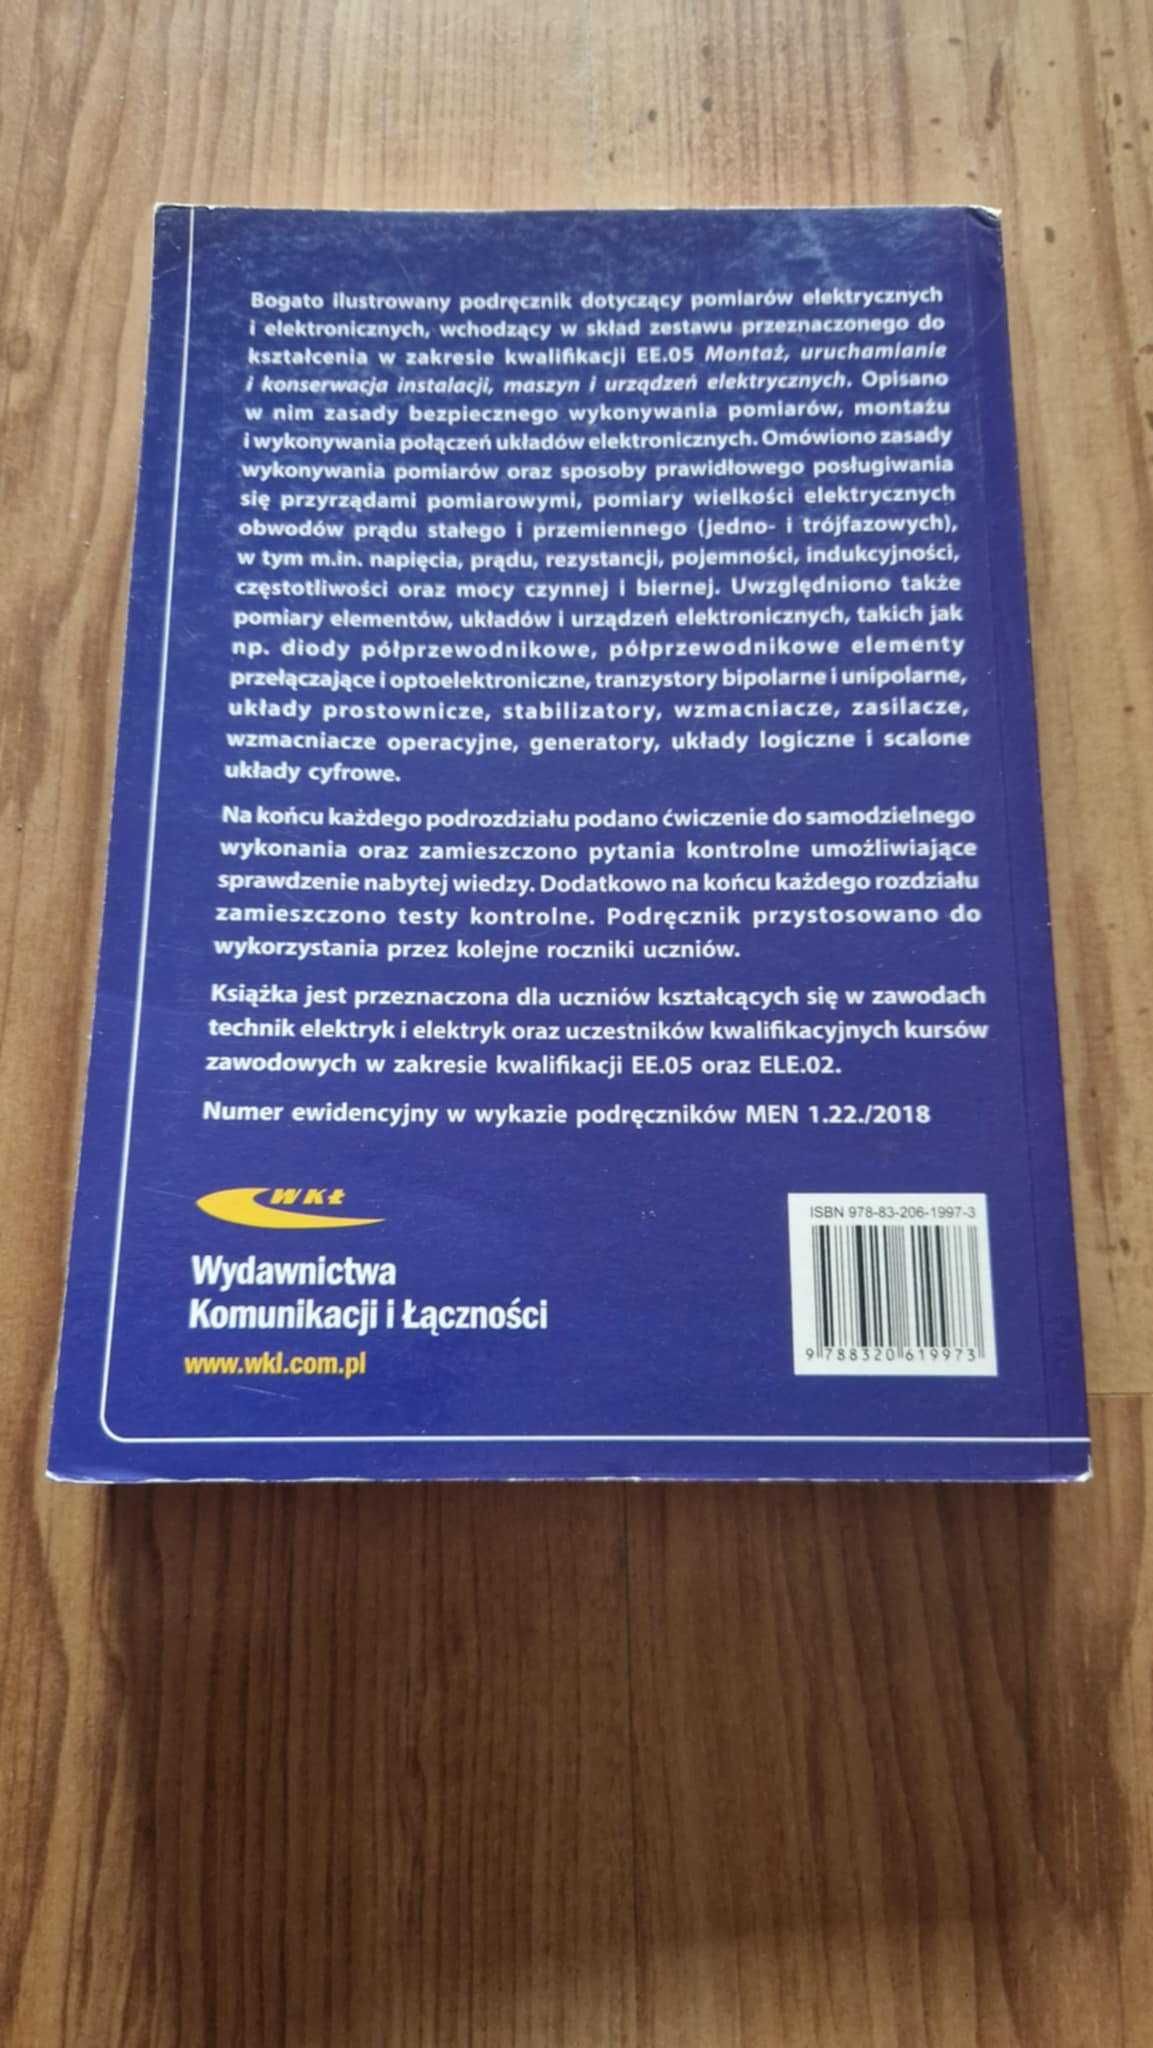 Bogato ilustrowany podręcznik dotyczący pomiarów elektrycznych
i elektronicznych, wchodzący w skład zestawu przeznaczonego do
kształcenia w zakresie kwalifikacji EE.05 Montaż, uruchamianie
i konserwacja instalacji, maszyn i urządzeń elektrycznych. Opisano
w nim zasady bezpiecznego wykonywania pomiarów, montażu
i wykonywania połączeń układów elektronicznych. Omówiono zasady
wykonywania pomiarów oraz sposoby prawidłowego posługiwania
się przyrządami pomiarowymi, pomiary wielkości elektrycznych
obwodów prądu stałego i przemiennego (jedno- i trójfazowych),
w tym m.in. napięcia, prądu, rezystancji, pojemności, indukcyjności,
częstotliwości oraz mocy czynnej i biernej. Uwzględniono także
pomiary elementów, układów i urządzeń elektronicznych, takich jak
np. diody półprzewodnikowe, półprzewodnikowe elementy
przełączające i optoelektroniczne, tranzystory bipolarne i unipolarne,
układy prostownicze, stabilizatory, wzmacniacze, zasilacze,
wzmacniacze operacyjne, generatory, układy logiczne i scalone
układy cyfrowe.
Na końcu każdego podrozdziału podano ćwiczenie do samodzielnego
wykonania oraz zamieszczono pytania kontrolne umożliwiające
sprawdzenie nabytej wiedzy. Dodatkowo na końcu każdego rozdziału
zamieszczono testy kontrolne. Podręcznik przystosowano do
wykorzystania przez kolejne roczniki uczniów.
Książka jest przeznaczona dla uczniów kształcących się w zawodach
technik elektryk i elektryk oraz uczestników kwalifikacyjnych kursów
zawodowych w zakresie kwalifikacji EE.05 oraz ELE.02.
Numer ewidencyjny w wykazie podręczników MEN 1.22./2018
WKŁ
Wydawnictwa
Komunikacji i Łączności
www.wkl.com.pl
ISBN 978-83-206-1997-3
9 788320 619973